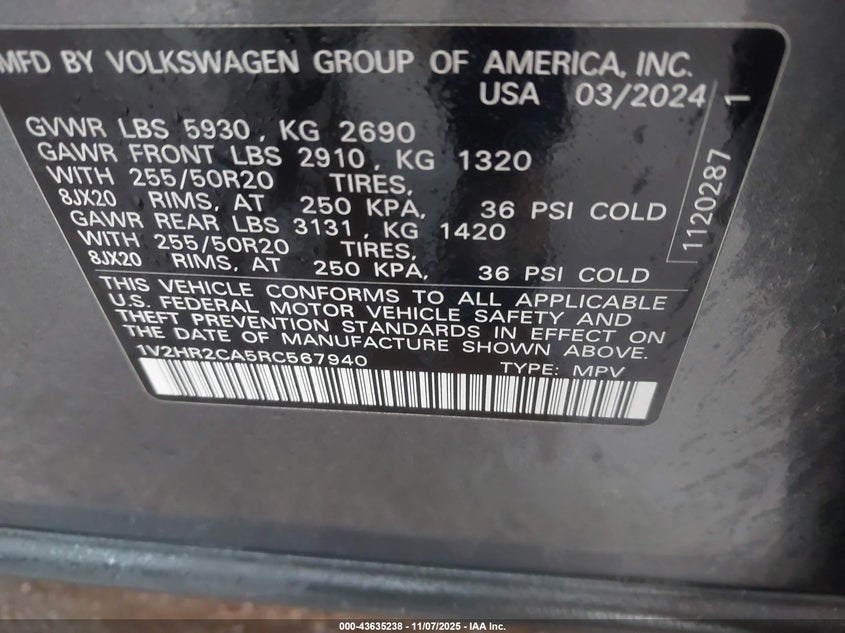 MFD BY VOLKSWAGEN GROUP OF AMERICA, INC.
USA 03/2024
GVWR LBS 5930, KG 2690
GAWR FRONT LBS 2910, KG 1320
WITH 255/50R20 TIRES,
8JX20 RIMS, AT 250 KPA, 36 PSI COLD
GAWR REAR LBS 3131, KG 1420
WITH 255/50R20 TIRES,
8JX20 RIMS, AT 250 KPA, 36 PSI COLD
THIS VEHICLE CONFORMS TO ALL APPLICABLE
U.S. FEDERAL MOTOR VEHICLE SAFETY AND
THEFT PREVENTION STANDARDS IN EFFECT ON
THE DATE OF MANUFACTURE SHOWN ABOVE.
1V2HR2CA5RC567940 TYPE: MPV
1120287 1
000-43635238 - 11/07/2025 - IAA Inc.